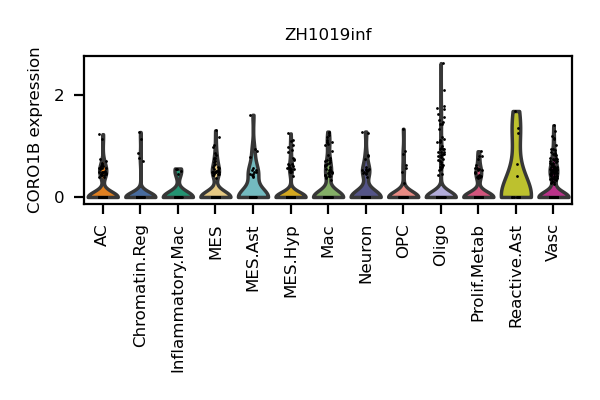 ZH1019inf
CORO1B expression
2
0
AC
Chromatin.Reg
Inflammatory.Mac
MES
MES.Ast
MES.Hyp
Mac
Neuron
OPC
Oligo
Prolif.Metab
Reactive.Ast
Vasc